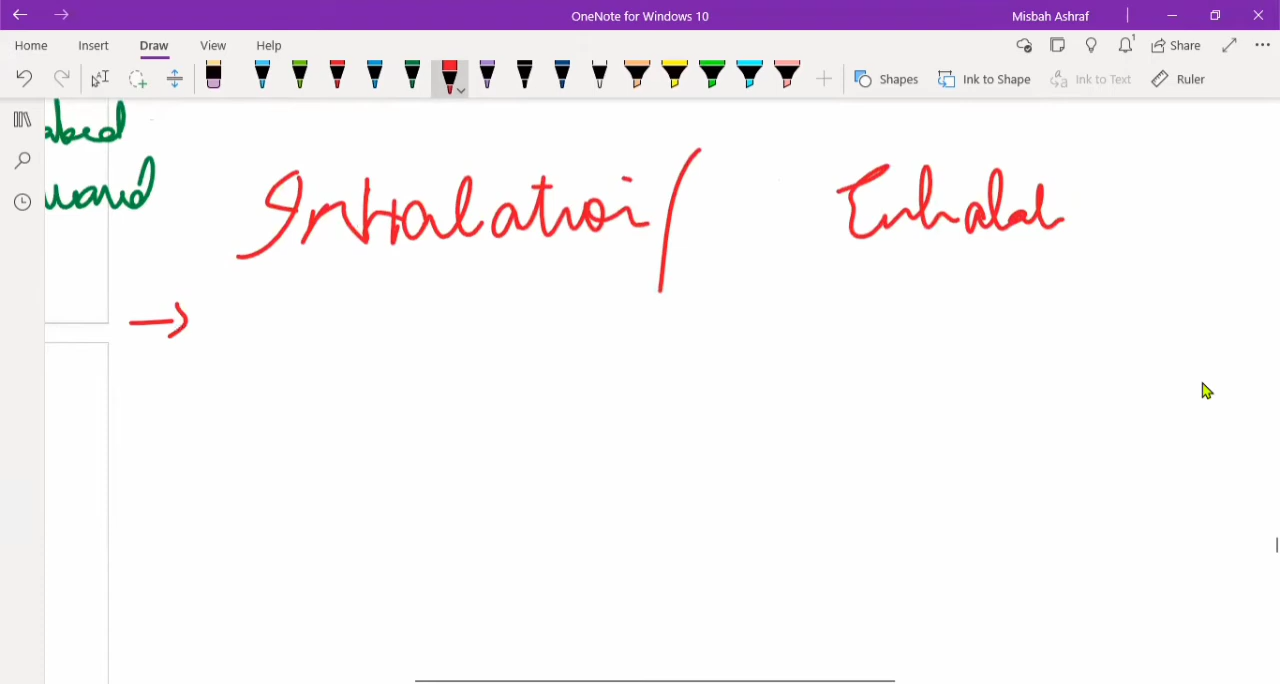 OneNote for Windows 10
Misbah Ashraf
Home Insert Draw View Help
1 Share
Shapes Ink to Shape Ink to Text Ruler
Inhalation/